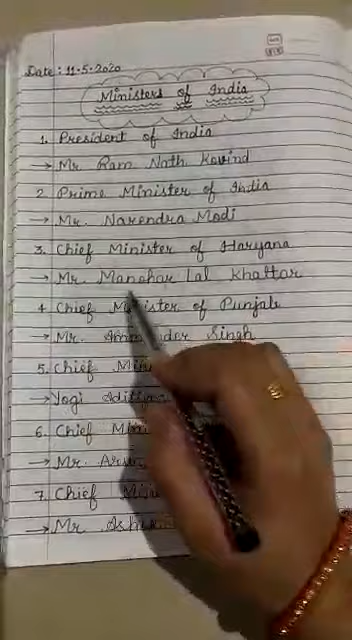 Date: 11-5-2020
Ministers of India
1. President of India
→ Mr. Ram Nath Kovind
2 Prime Minister of India
→ Mr. Narendra Modi
3. Chief Minister of Haryana
→ Mr. Manohar Lal Khattar
4 Chief Minister of Punjab
→ Mr. Singh
5. Chief
→ Yogi
6. Chief
→ Mr.
7. Chief
→ Mr.